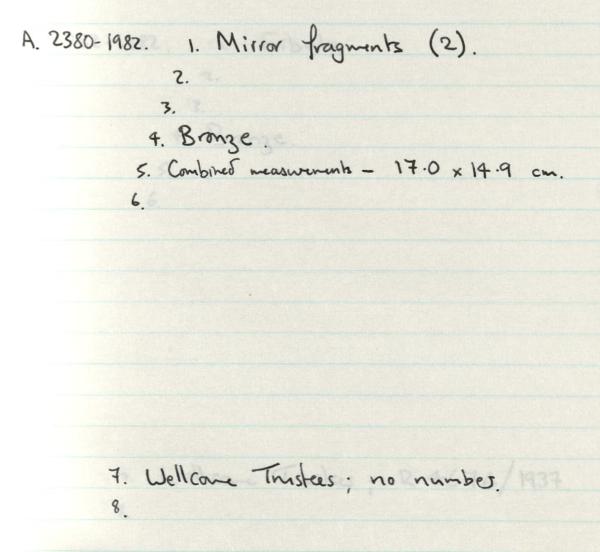 A. 2380-1982. 1. Mirror fragments (2).
2.
3.
4. Bronze.
5. Combined measurements – 17.0 x 14.9 cm.
6.
7. Wellcome Trustees; no number.
8.